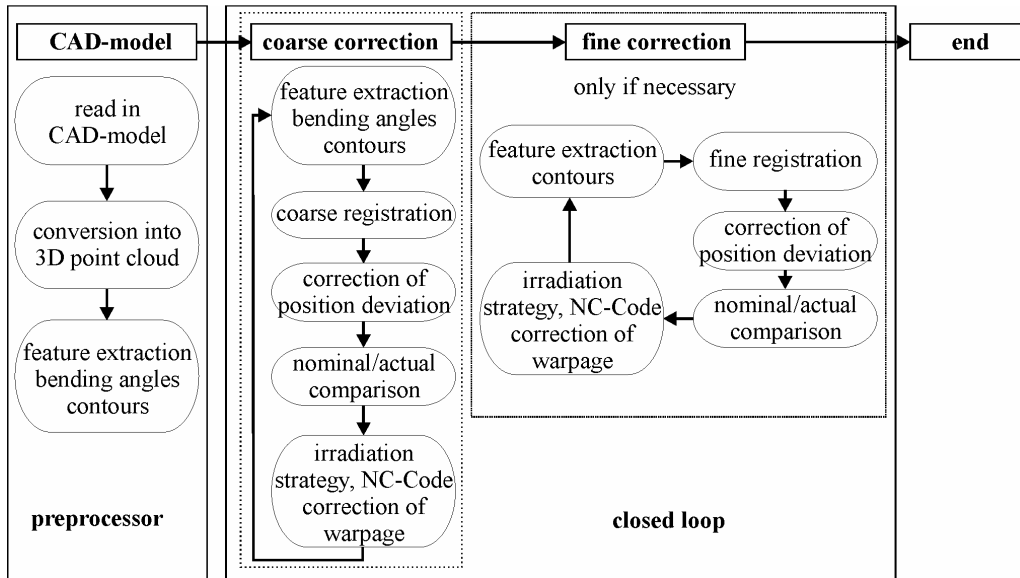 CAD-model
read in
CAD-model
conversion into
3D point cloud
feature extraction
bending angles
contours
preprocessor
coarse correction
feature extraction
bending angles
contours
coarse registration
correction of
position deviation
nominal/actual
comparison
irradiation
strategy, NC-Code
correction of
warpage
fine correction
only if necessary
feature extraction
contours
fine registration
correction of
position deviation
nominal/actual
comparison
irradiation
strategy, NC-Code
correction of
warpage
closed loop
end